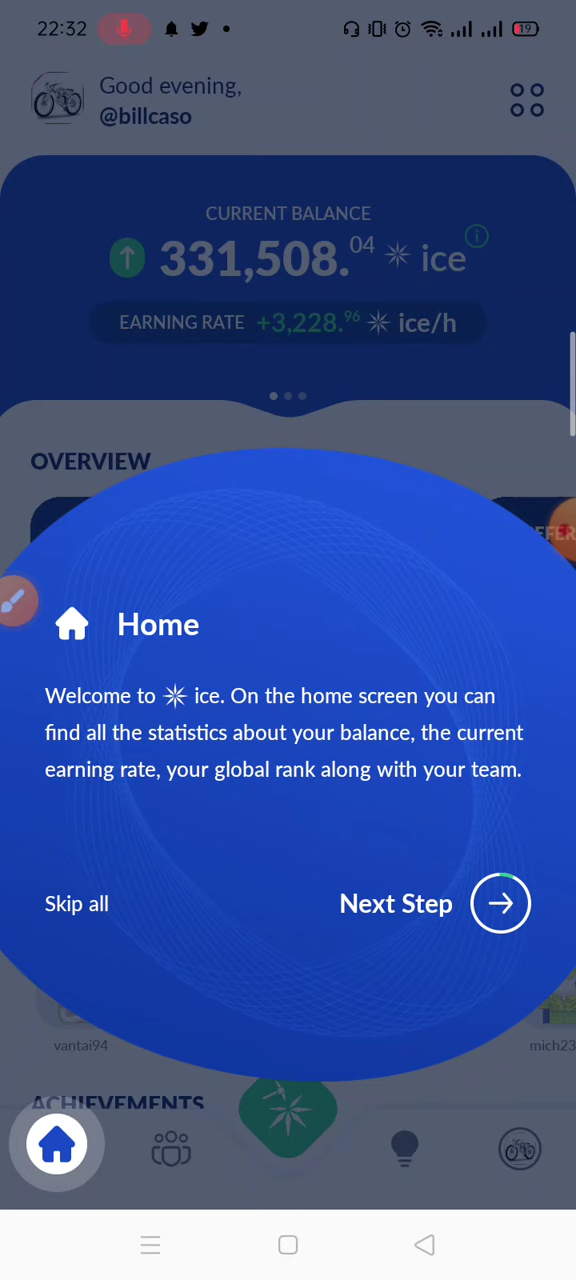 22:32
19
Good evening,
@billcaso
CURRENT BALANCE
331,508.04 ice
EARNING RATE +3,228.96 ice/h
OVERVIEW
Home
Welcome to ice. On the home screen you can
find all the statistics about your balance, the current
earning rate, your global rank along with your team.
Skip all
Next Step
vantai94
mich23
ACHIEVEMENTS